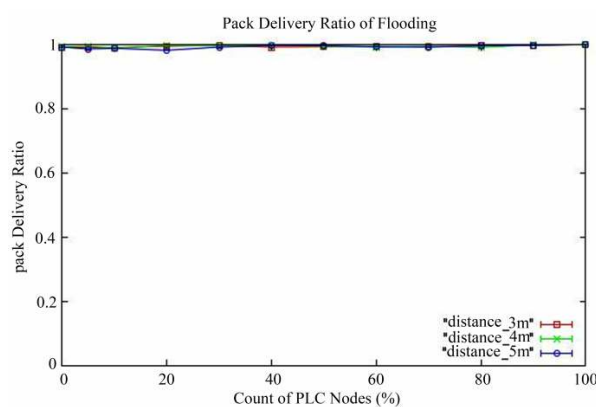 Pack Delivery Ratio of Flooding
1
0.8
0.6
0.4
0.2
0
pack Delivery Ratio
"distance_3m"
"distance_4m"
"distance_5m"
0 20 40 60 80 100
Count of PLC Nodes (%)